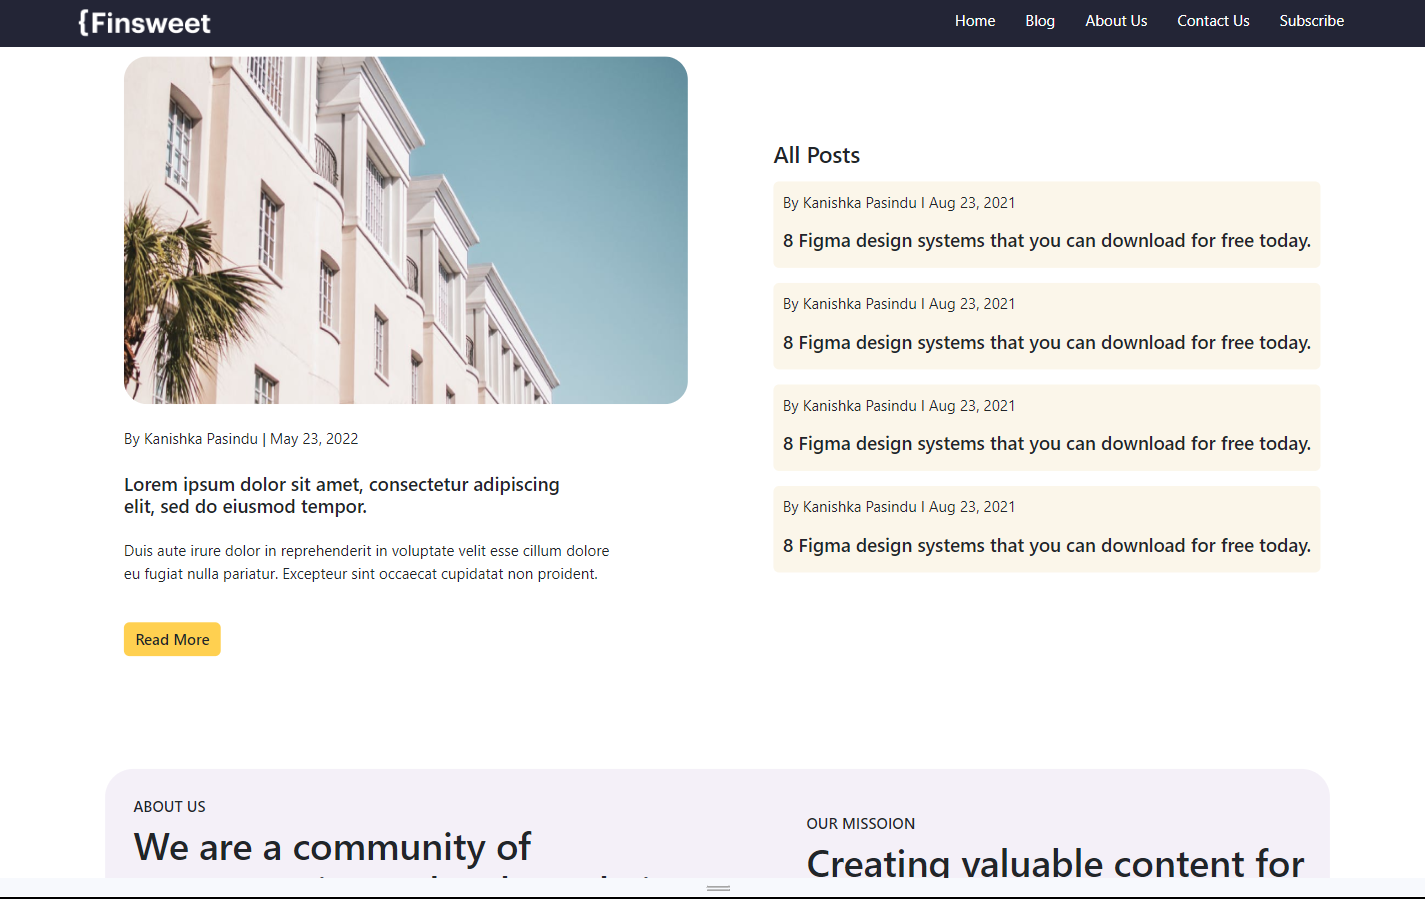 {Finsweet
Home Blog About Us Contact Us Subscribe
By Kanishka Pasindu | May 23, 2022
Lorem ipsum dolor sit amet, consectetur adipiscing
elit, sed do eiusmod tempor.
Duis aute irure dolor in reprehenderit in voluptate velit esse cillum dolore
eu fugiat nulla pariatur. Excepteur sint occaecat cupidatat non proident.
Read More
All Posts
By Kanishka Pasindu l Aug 23, 2021
8 Figma design systems that you can download for free today.
By Kanishka Pasindu l Aug 23, 2021
8 Figma design systems that you can download for free today.
By Kanishka Pasindu l Aug 23, 2021
8 Figma design systems that you can download for free today.
By Kanishka Pasindu l Aug 23, 2021
8 Figma design systems that you can download for free today.
ABOUT US
We are a community of
OUR MISSOION
Creating valuable content for